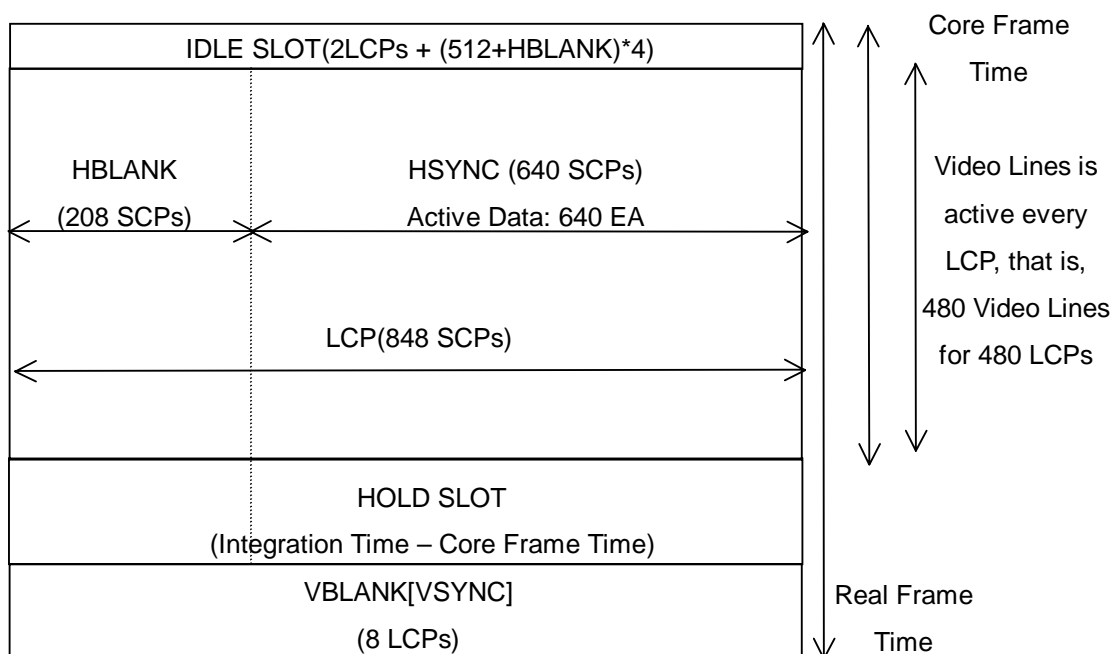 IDLE SLOT(2LCPs + (512+HBLANK)*4)
Core Frame
Time
HBLANK
(208 SCPs)
HSYNC (640 SCPs)
Active Data: 640 EA
Video Lines is
active every
LCP, that is,
480 Video Lines
for 480 LCPs
LCP(848 SCPs)
HOLD SLOT
(Integration Time – Core Frame Time)
VBLANK[VSYNC]
(8 LCPs)
Real Frame
Time